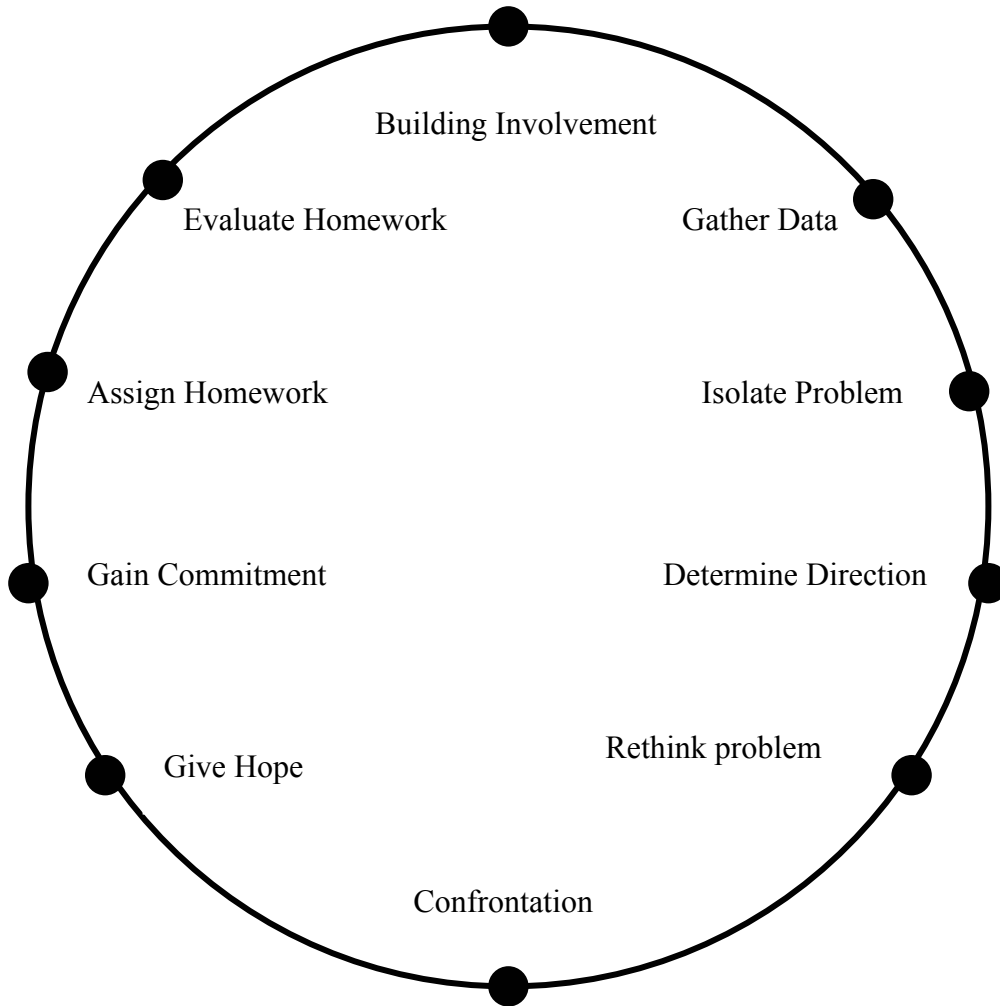 Building Involvement
Evaluate Homework
Gather Data
Assign Homework
Isolate Problem
Gain Commitment
Determine Direction
Rethink problem
Give Hope
Confrontation